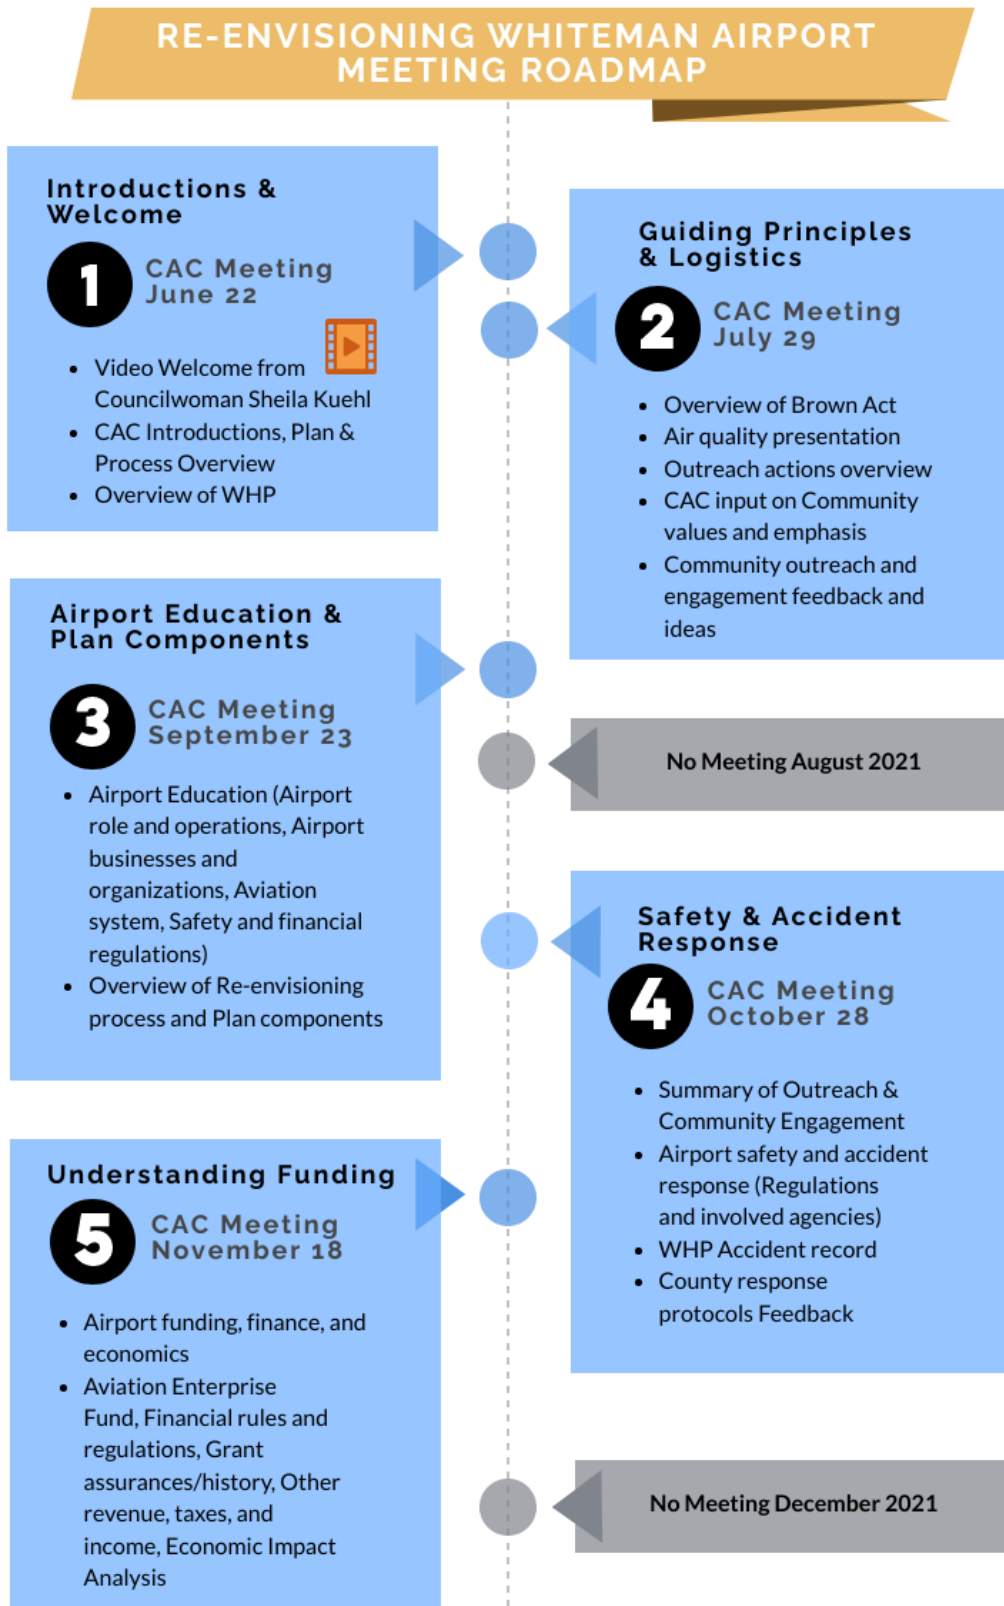 RE-ENVISIONING WHITEMAN AIRPORT
MEETING ROADMAP
Introductions &
Welcome
1
CAC Meeting
June 22
• Video Welcome from
Councilwoman Sheila Kuehl
• CAC Introductions, Plan &
Process Overview
• Overview of WHP
Guiding Principles
& Logistics
2
CAC Meeting
July 29
• Overview of Brown Act
• Air quality presentation
• Outreach actions overview
• CAC input on Community
values and emphasis
• Community outreach and
engagement feedback and
ideas
Airport Education &
Plan Components
3
CAC Meeting
September 23
• Airport Education (Airport
role and operations, Airport
businesses and
organizations, Aviation
system, Safety and financial
regulations)
• Overview of Re-envisioning
process and Plan components
No Meeting August 2021
Safety & Accident
Response
4
CAC Meeting
October 28
• Summary of Outreach &
Community Engagement
• Airport safety and accident
response (Regulations
and involved agencies)
• WHP Accident record
• County response
protocols Feedback
Understanding Funding
5
CAC Meeting
November 18
• Airport funding, finance, and
economics
• Aviation Enterprise
Fund, Financial rules and
regulations, Grant
assurances/history, Other
revenue, taxes, and
income, Economic Impact
Analysis
No Meeting December 2021